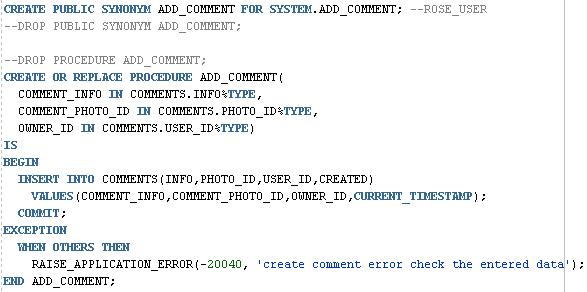 CREATE PUBLIC SYNONYM ADD_COMMENT FOR SYSTEM.ADD_COMMENT; --ROSE_USER
--DROP PUBLIC SYNONYM ADD_COMMENT;

--DROP PROCEDURE ADD_COMMENT;
CREATE OR REPLACE PROCEDURE ADD_COMMENT(
  COMMENT_INFO IN COMMENTS.INFO%TYPE,
  COMMENT_PHOTO_ID IN COMMENTS.PHOTO_ID%TYPE,
  OWNER_ID IN COMMENTS.USER_ID%TYPE)
IS
BEGIN
  INSERT INTO COMMENTS(INFO,PHOTO_ID,USER_ID,CREATED)
    VALUES(COMMENT_INFO,COMMENT_PHOTO_ID,OWNER_ID,CURRENT_TIMESTAMP);
  COMMIT;
EXCEPTION
  WHEN OTHERS THEN
    RAISE_APPLICATION_ERROR(-20040, 'create comment error check the entered data');
END ADD_COMMENT;